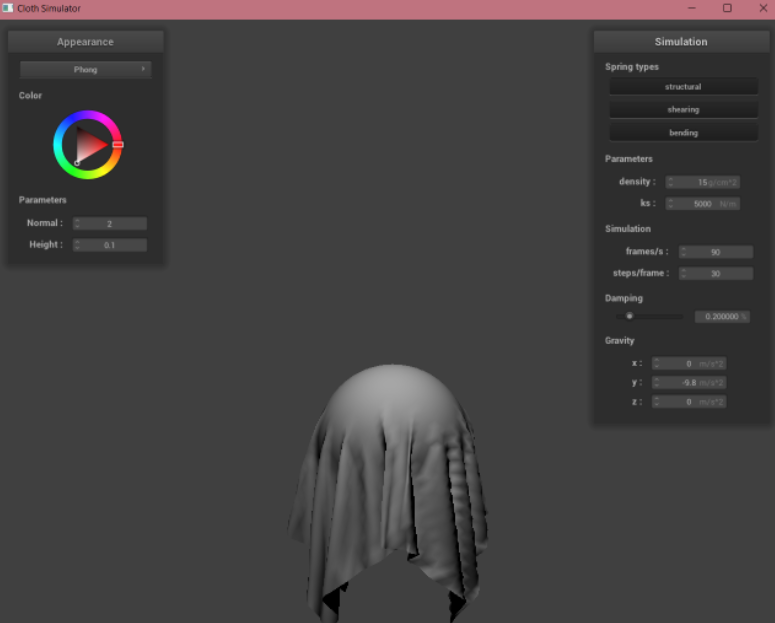 Cloth Simulator
Appearance
Phong
Color
Parameters
Normal : 2
Height : 0.1
Simulation
Spring types
structural
shearing
bending
Parameters
density : 15 g/cm^2
ks : 5000 N/m
Simulation
frames/s : 90
steps/frame : 30
Damping
0.200000 %
Gravity
x : 0 m/s^2
y : -9.8 m/s^2
z : 0 m/s^2